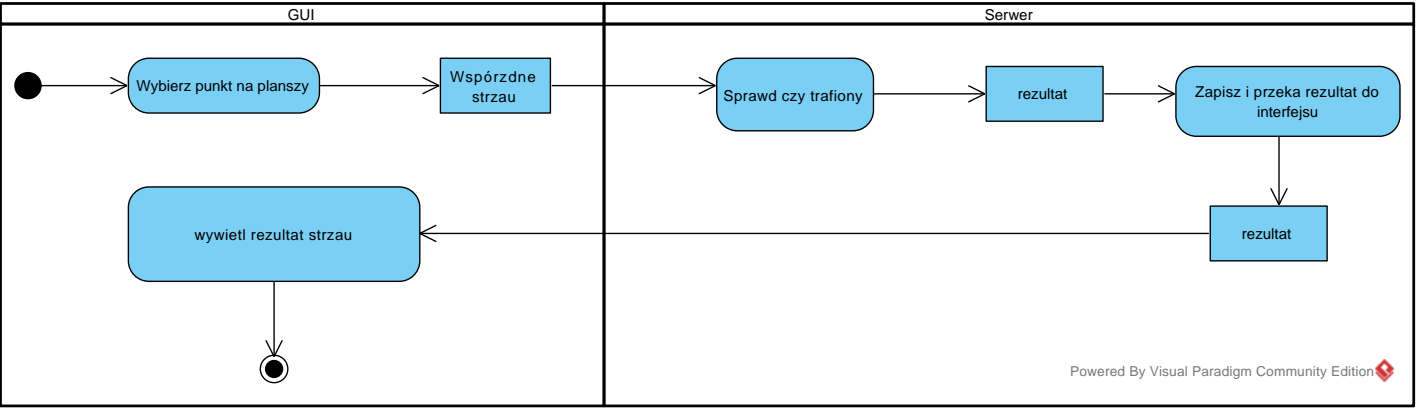 GUI
Serwer
Wybierz punkt na planszy
Wspórzdne
strzau
Sprawd czy trafiony
rezultat
Zapisz i przeka rezultat do
interfejsu
wywietl rezultat strzau
rezultat
Powered By Visual Paradigm Community Edition